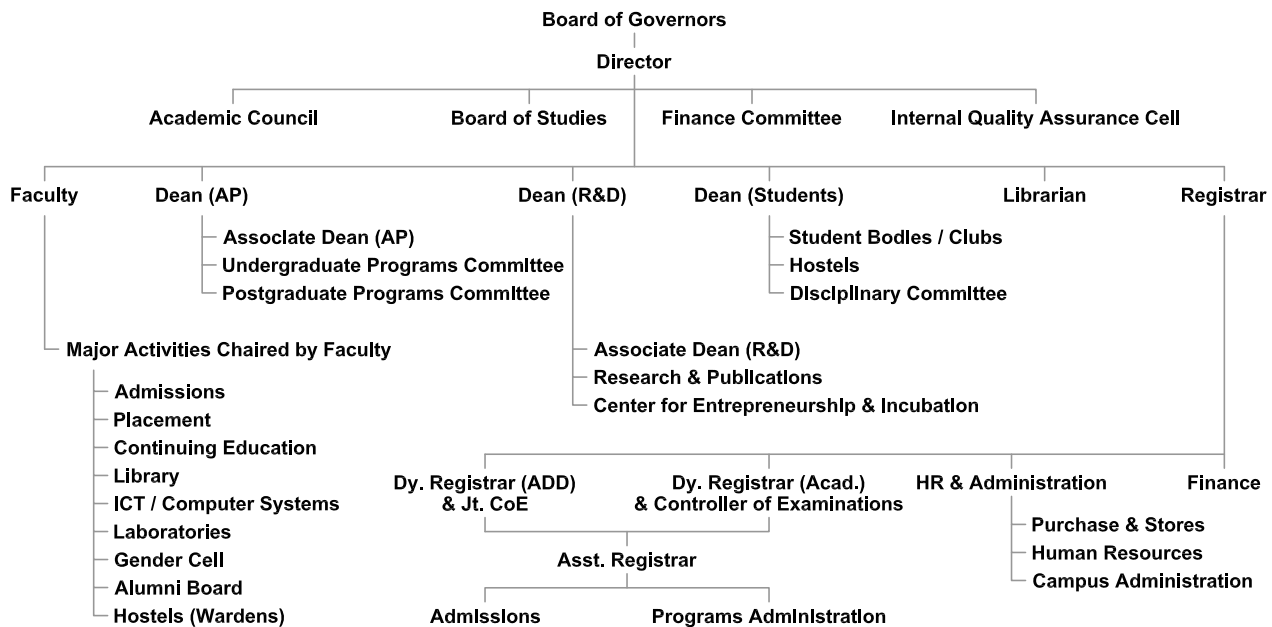 Board of Governors
Director
Academic Council
Board of Studies
Finance Committee
Internal Quality Assurance Cell
Faculty
Dean (AP)
Dean (R&D)
Dean (Students)
Librarian
Registrar
Associate Dean (AP)
Undergraduate Programs Committee
Postgraduate Programs Committee
Student Bodies / Clubs
Hostels
Disciplinary Committee
Major Activities Chaired by Faculty
Admissions
Placement
Continuing Education
Library
ICT / Computer Systems
Laboratories
Gender Cell
Alumni Board
Hostels (Wardens)
Associate Dean (R&D)
Research & Publications
Center for Entrepreneurship & Incubation
Dy. Registrar (ADD)
& Jt. CoE
Dy. Registrar (Acad.)
& Controller of Examinations
HR & Administration
Finance
Purchase & Stores
Human Resources
Campus Administration
Asst. Registrar
Admissions
Programs Administration